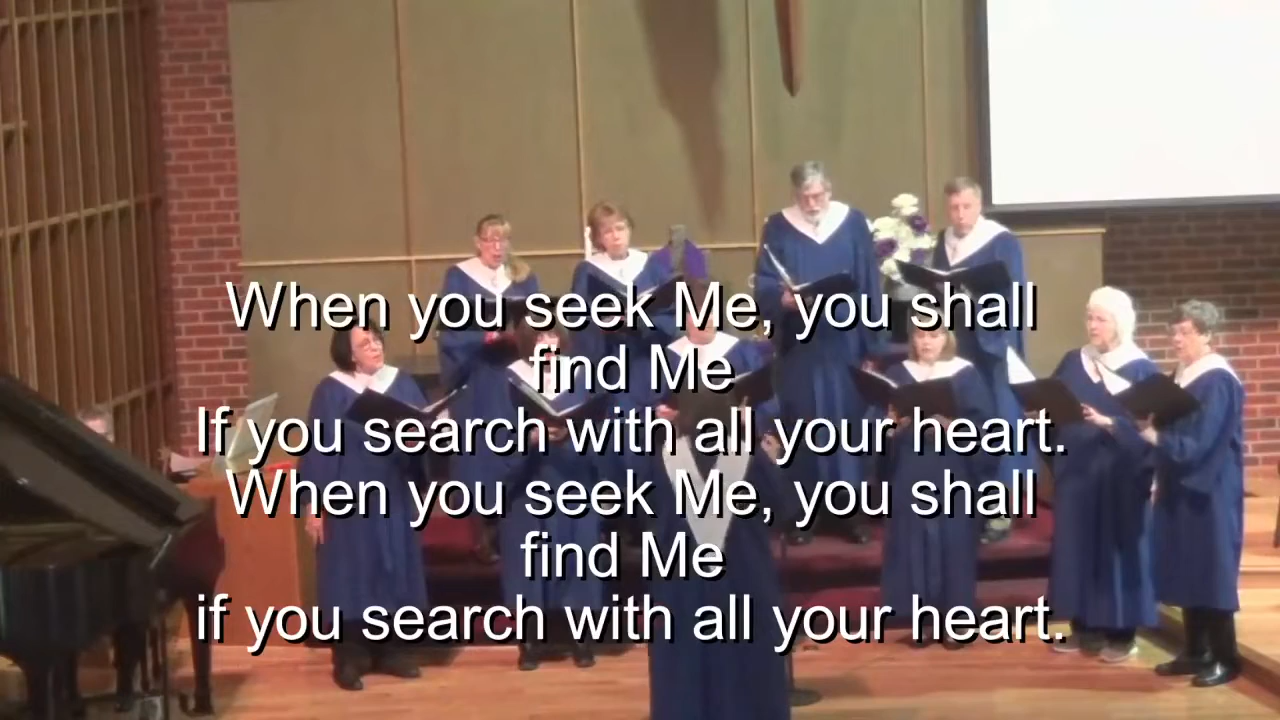 When you seek Me, you shall
find Me
If you search with all your heart.
When you seek Me, you shall
find Me
if you search with all your heart.